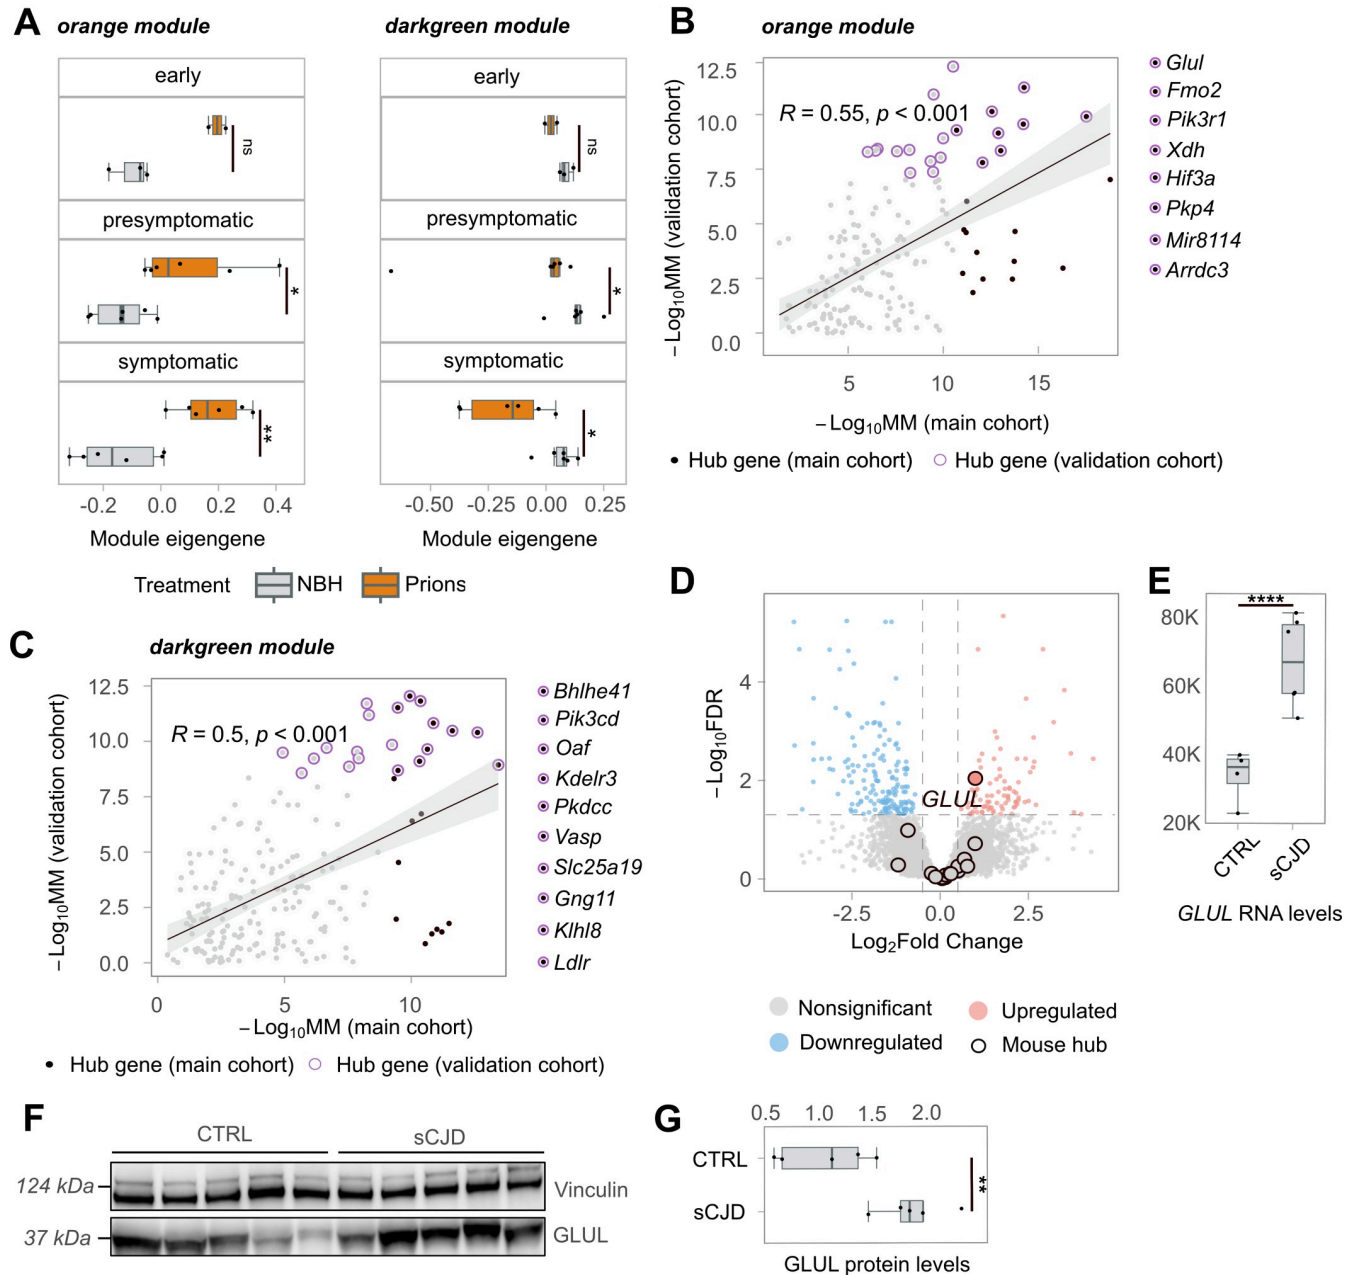 A
orange module
darkgreen module
early
early
ns
ns
presymptomatic
presymptomatic
*
*
symptomatic
symptomatic
**
*
-0.2 0.0 0.2 0.4
-0.50 -0.25 0.00 0.25
Module eigengene
Module eigengene
Treatment NBH Prions
B
orange module
−Log10MM (validation cohort)
12.5
10.0
7.5
5.0
2.5
0.0
R = 0.55, p < 0.001
5 10 15
−Log10MM (main cohort)
Hub gene (main cohort) Hub gene (validation cohort)
Glul
Fmo2
Pik3r1
Xdh
Hif3a
Pkp4
Mir8114
Arrdc3
C
darkgreen module
−Log10MM (validation cohort)
12.5
10.0
7.5
5.0
2.5
0.0
R = 0.5, p < 0.001
0 5 10
−Log10MM (main cohort)
Hub gene (main cohort) Hub gene (validation cohort)
Bhlhe41
Pik3cd
Oaf
Kdelr3
Pkdcc
Vasp
Slc25a19
Gng11
Klhl8
Ldlr
D
−Log10FDR
4
2
0
GLUL
-2.5 0.0 2.5
Log2Fold Change
Nonsignificant Upregulated
Downregulated Mouse hub
E
****
80K
60K
40K
20K
CTRL sCJD
GLUL RNA levels
F
CTRL sCJD
124 kDa Vinculin
37 kDa GLUL
G
0.5 1.0 1.5 2.0
CTRL
sCJD
**
GLUL protein levels